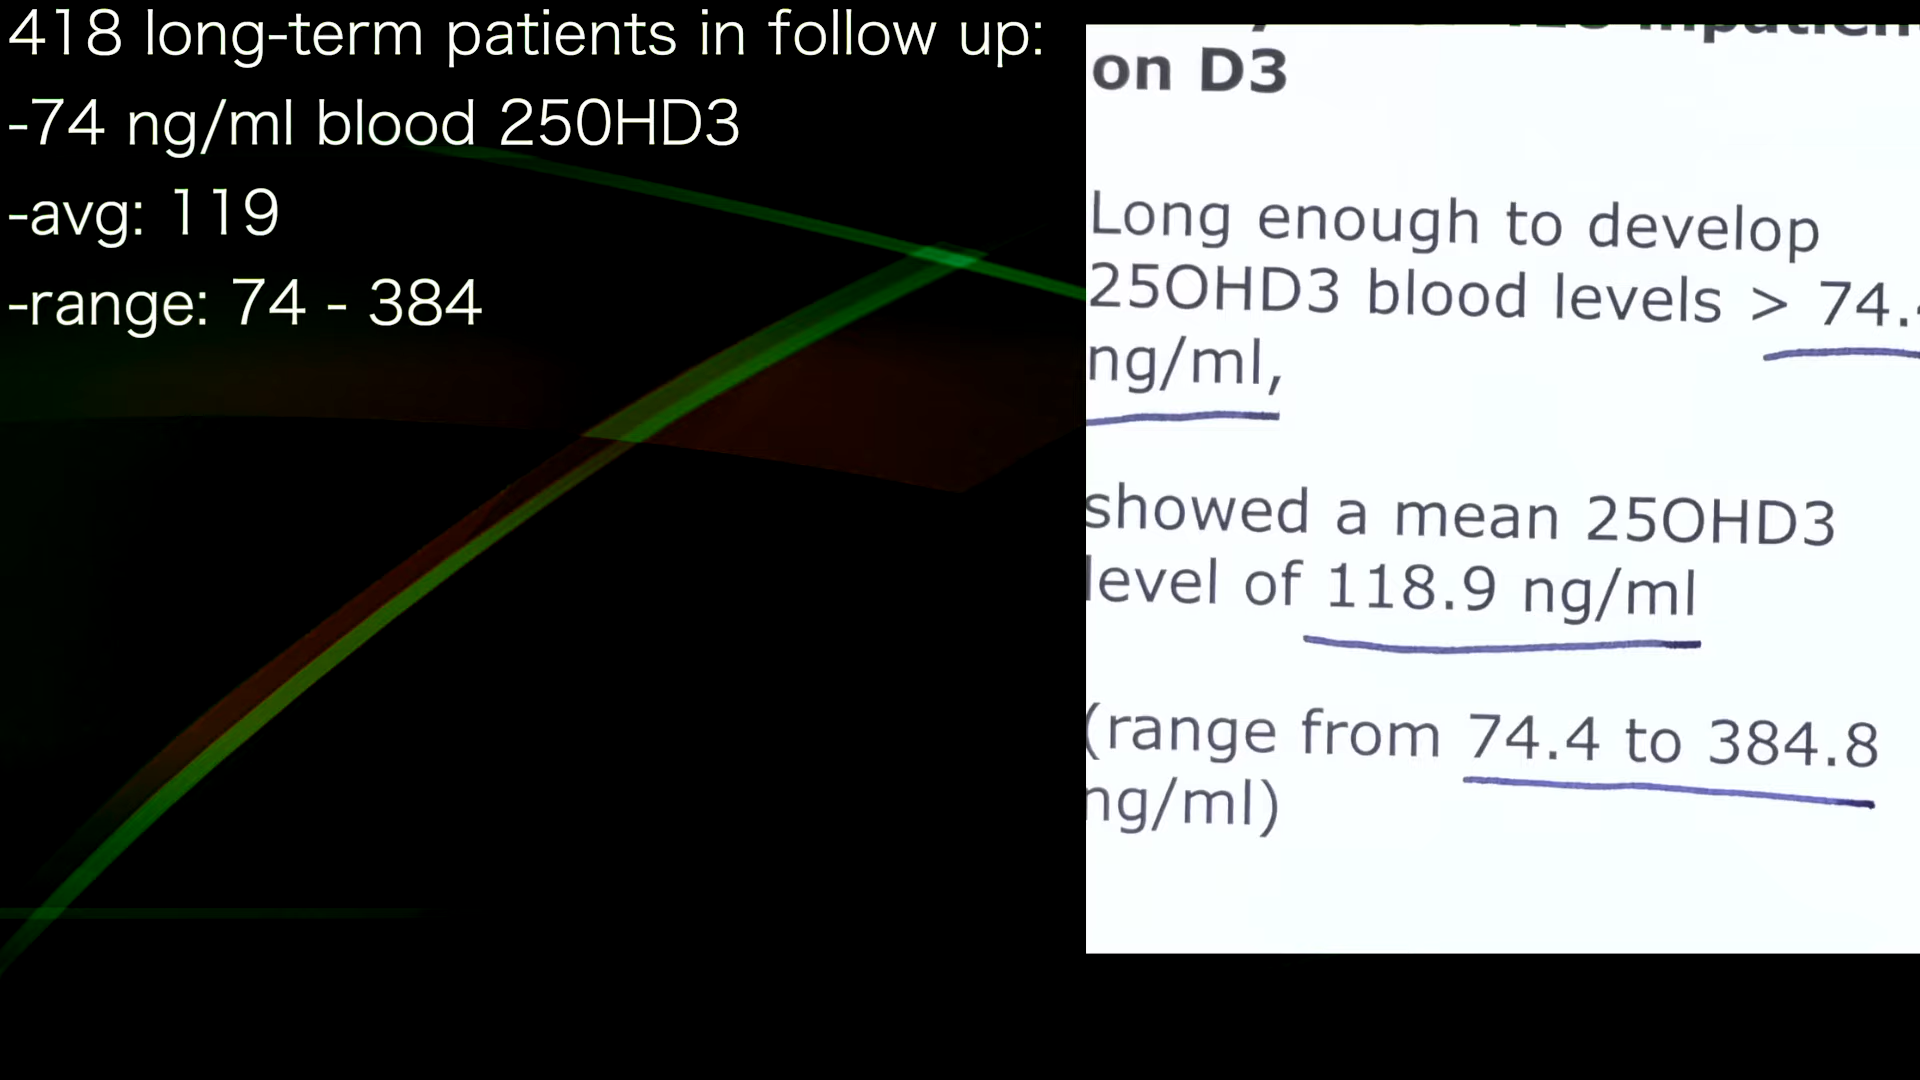 418 long-term patients in follow up:
-74 ng/ml blood 25OHD3
-avg: 119
-range: 74 - 384
on D3
Long enough to develop
25OHD3 blood levels > 74.
ng/ml,
showed a mean 25OHD3
level of 118.9 ng/ml
(range from 74.4 to 384.8
ng/ml)